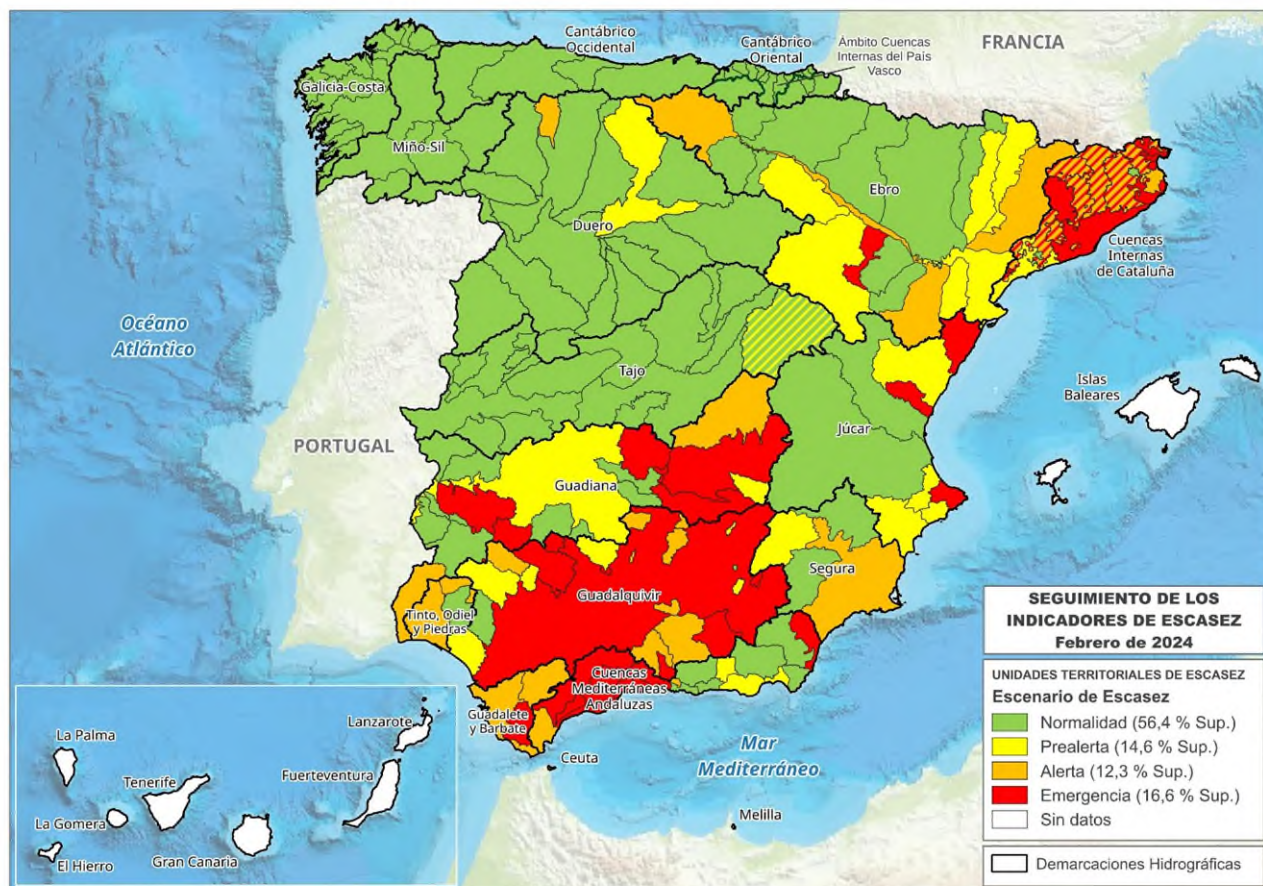 Cantábrico
Occidental
Cantábrico
Oriental
Ámbito Cuencas
Internas del País
Vasco
FRANCIA
Galicia-Costa
Miño-Sil
Ebro
Duero
Cuencas
Internas
de Cataluña
Océano
Atlántico
Tajo
Islas
Baleares
PORTUGAL
Júcar
Guadiana
Segura
Guadalquivir
Tinto, Odiel
y Piedras
Cuencas
Mediterráneas
Andaluzas
Guadalete
y Barbate
Ceuta
Mar
Mediterráneo
Melilla
La Palma
Lanzarote
Tenerife
Fuerteventura
La Gomera
El Hierro
Gran Canaria
SEGUIMIENTO DE LOS
INDICADORES DE ESCASEZ
Febrero de 2024
UNIDADES TERRITORIALES DE ESCASEZ
Escenario de Escasez
Normalidad (56,4 % Sup.)
Prealerta (14,6 % Sup.)
Alerta (12,3 % Sup.)
Emergencia (16,6 % Sup.)
Sin datos
Demarcaciones Hidrográficas